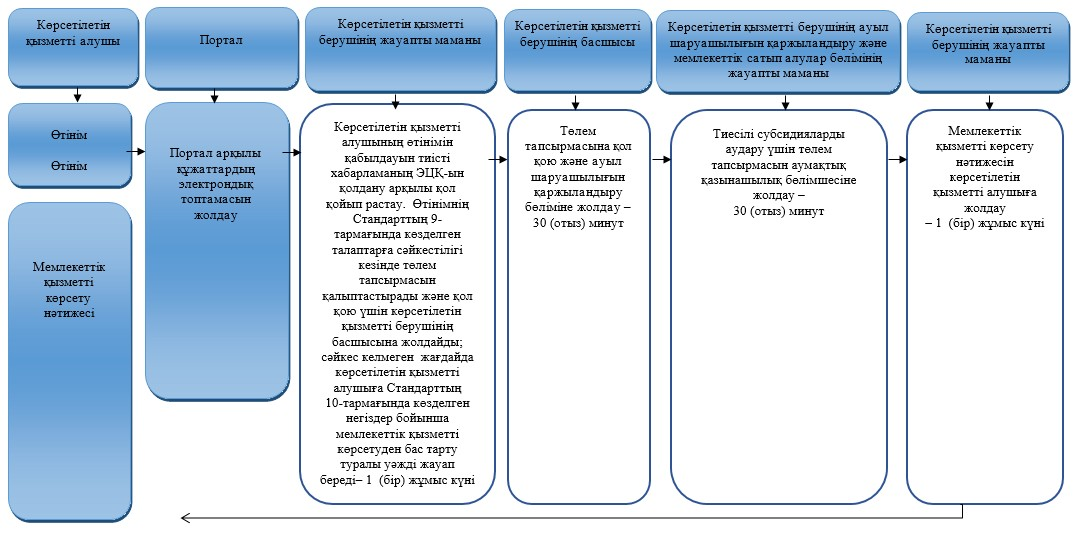 Көрсетілетін
қызметті алушы
Портал
Көрсетілетін қызметті
берушінің жауапты маманы
Көрсетілетін қызметті
берушінің басшысы
Көрсетілетін қызметті берушінің ауыл
шаруашылығын қаржыландыру және
мемлекеттік сатып алулар бөлімінің
жауапты маманы
Көрсетілетін қызметті
берушінің жауапты
маманы
Өтінім
Өтінім
Мемлекеттік
қызметті
көрсету
нәтижесі
Портал арқылы
құжаттардың
электрондық
топтамасын
жолдау
Көрсетілетін қызметті
алушының өтінімін
қабылдауын тиісті
хабарламаның ЭЦҚ-ын
қолдану арқылы қол
қойып растау. Өтінімнің
Стандарттың 9-
тармағында көзделген
талаптарға сәйкестілігі
кезінде төлем
тапсырмасын
қалыптастырады және қол
қою үшін көрсетілетін
қызметті берушінің
басшысына жолдайды;
сәйкес келмеген жағдайда
көрсетілетін қызметті
алушыға Стандарттың
10-тармағында көзделген
негіздер бойынша
мемлекеттік қызметті
көрсетуден бас тарту
туралы уәжді жауап
береді– 1 (бір) жұмыс күні
Төлем
тапсырмасына қол
қою және ауыл
шаруашылығын
қаржыландыру
бөліміне жолдау –
30 (отыз) минут
Тиесілі субсидияларды
аудару үшін төлем
тапсырмасын аумақтық
қазынашылық бөлімшесіне
жолдау –
30 (отыз) минут
Мемлекеттік
қызметті көрсету
нәтижесін
көрсетілетін
қызметті алушыға
жолдау
– 1 (бір) жұмыс күні